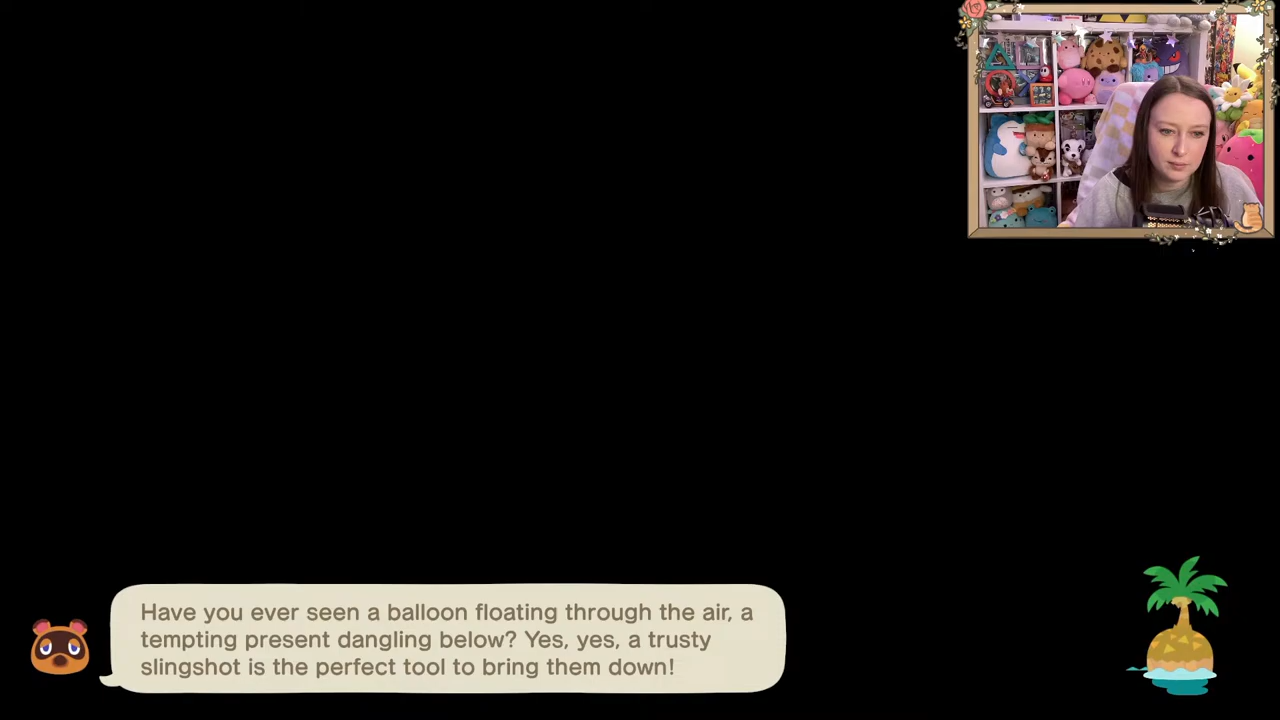 Have you ever seen a balloon floating through the air, a
tempting present dangling below? Yes, yes, a trusty
slingshot is the perfect tool to bring them down!